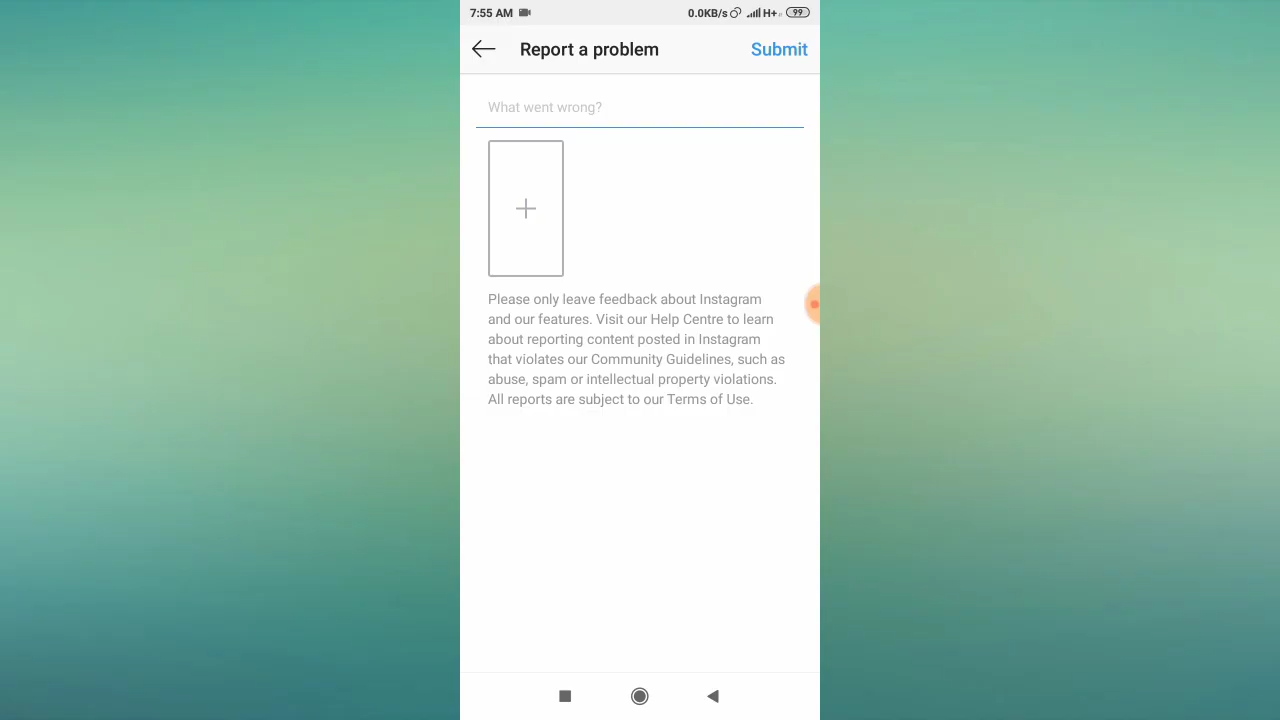 7:55 AM 0.0KB/s H+ 99
Report a problem Submit
What went wrong?
Please only leave feedback about Instagram
and our features. Visit our Help Centre to learn
about reporting content posted in Instagram
that violates our Community Guidelines, such as
abuse, spam or intellectual property violations.
All reports are subject to our Terms of Use.